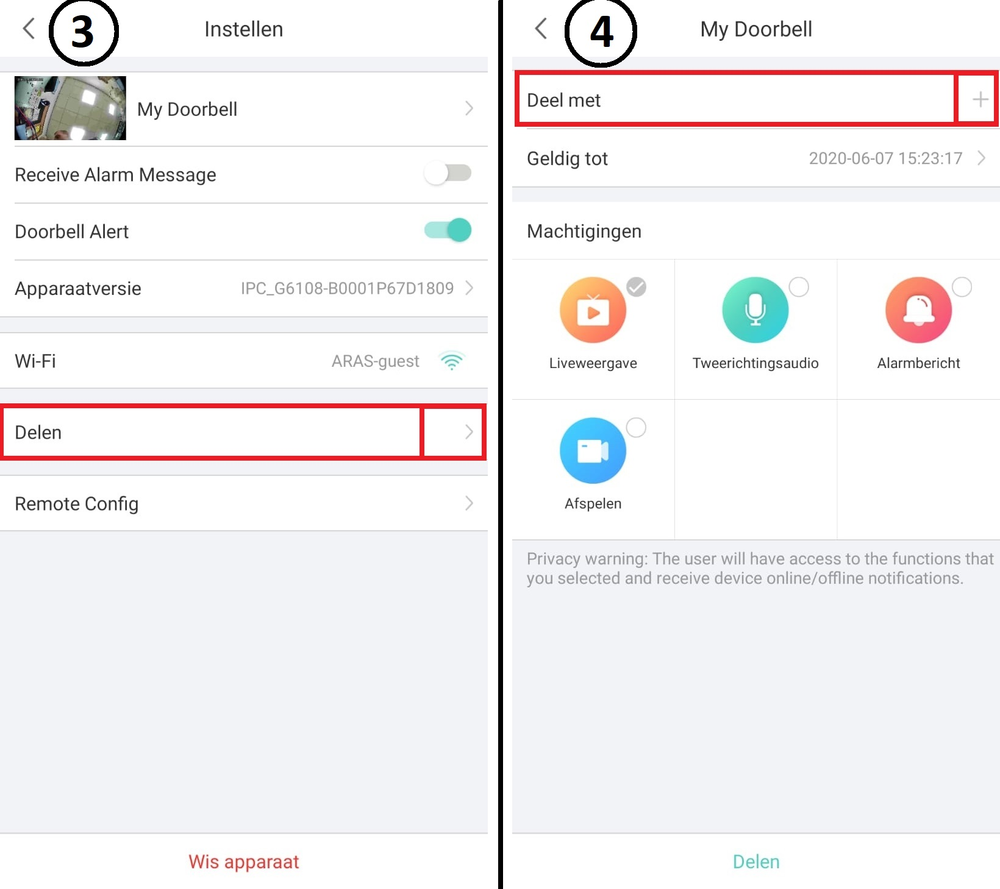 3
Instellen
My Doorbell
Receive Alarm Message
Doorbell Alert
Apparaatversie IPC_G6108-B0001P67D1809
Wi-Fi ARAS-guest
Delen
Remote Config
Wis apparaat
4
My Doorbell
Deel met
Geldig tot 2020-06-07 15:23:17
Machtigingen
Liveweergave Tweerichtingsaudio Alarmbericht
Afspelen
Privacy warning: The user will have access to the functions that
you selected and receive device online/offline notifications.
Delen